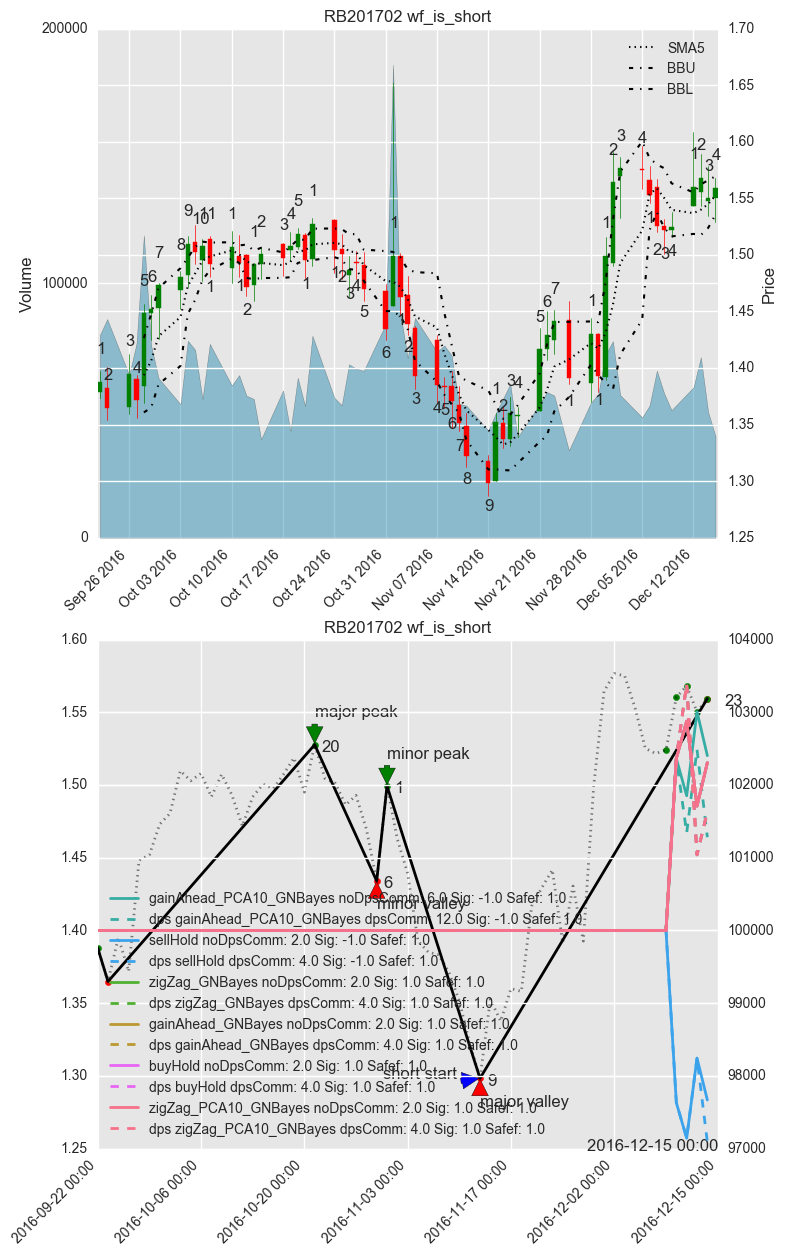 RB201702 wf_is_short
200000
100000
0
Volume
1.70
1.65
1.60
1.55
1.50
1.45
1.40
1.35
1.30
1.25
Price
SMA5
BBU
BBL
Sep 26 2016
Oct 03 2016
Oct 10 2016
Oct 17 2016
Oct 24 2016
Oct 31 2016
Nov 07 2016
Nov 14 2016
Nov 21 2016
Nov 28 2016
Dec 05 2016
Dec 12 2016
RB201702 wf_is_short
1.60
1.55
1.50
1.45
1.40
1.35
1.30
1.25
104000
103000
102000
101000
100000
99000
98000
97000
major peak
20
minor peak
1
6
minor valley
23
short start
9
major valley
gainAhead_PCA10_GNBayes noDpsComm: 6.0 Sig: -1.0 Safef: 1.0
dps gainAhead_PCA10_GNBayes dpsComm: 12.0 Sig: -1.0 Safef: 1.0
sellHold noDpsComm: 2.0 Sig: -1.0 Safef: 1.0
dps sellHold dpsComm: 4.0 Sig: -1.0 Safef: 1.0
zigZag_GNBayes noDpsComm: 2.0 Sig: 1.0 Safef: 1.0
dps zigZag_GNBayes dpsComm: 4.0 Sig: 1.0 Safef: 1.0
gainAhead_GNBayes noDpsComm: 2.0 Sig: 1.0 Safef: 1.0
dps gainAhead_GNBayes dpsComm: 4.0 Sig: 1.0 Safef: 1.0
buyHold noDpsComm: 2.0 Sig: 1.0 Safef: 1.0
dps buyHold dpsComm: 4.0 Sig: 1.0 Safef: 1.0
zigZag_PCA10_GNBayes noDpsComm: 2.0 Sig: 1.0 Safef: 1.0
dps zigZag_PCA10_GNBayes dpsComm: 4.0 Sig: 1.0 Safef: 1.0
2016-12-15 00:00
2016-09-22 00:00
2016-10-06 00:00
2016-10-20 00:00
2016-11-03 00:00
2016-11-17 00:00
2016-12-02 00:00
2016-12-15 00:00